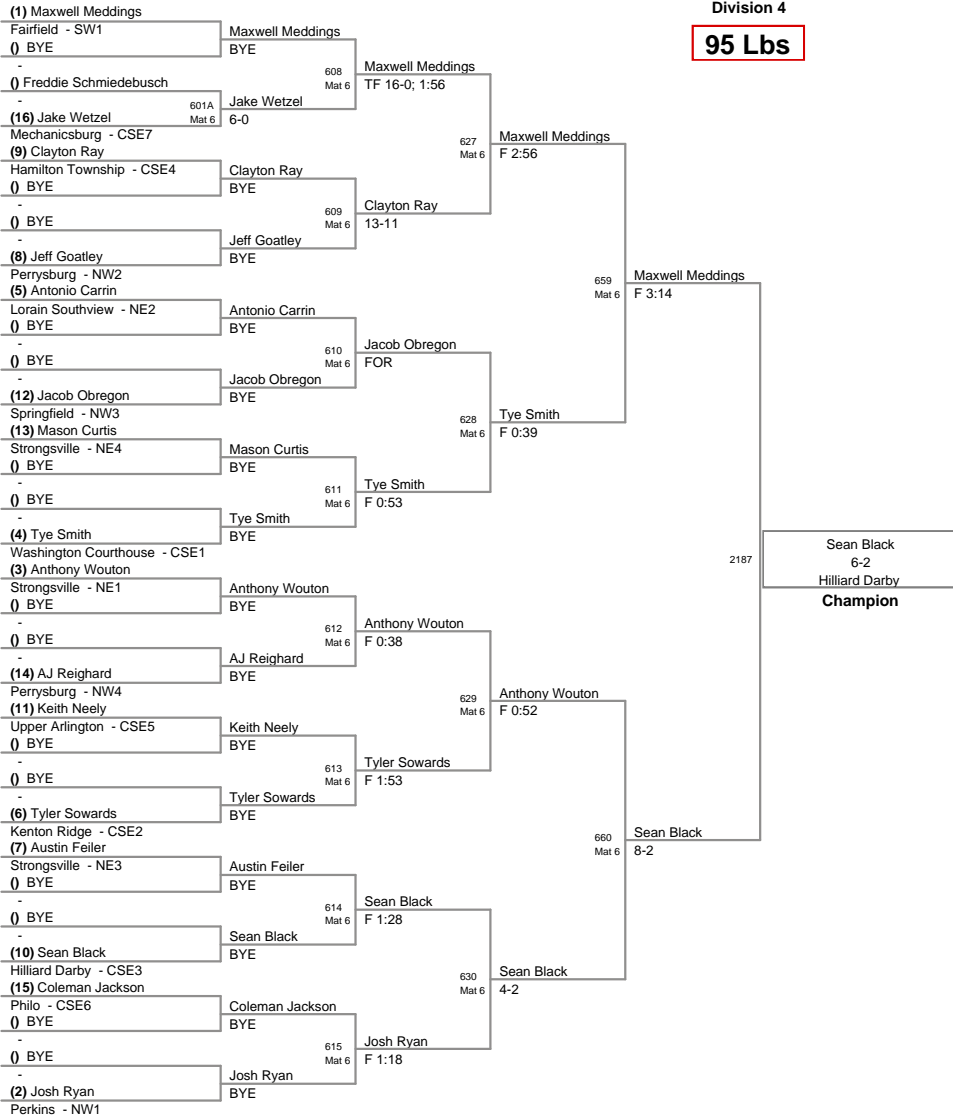 Division 4
95 Lbs
(1) Maxwell Meddings
Fairfield - SW1
() BYE
-
() Freddie Schmiedebusch
-
(16) Jake Wetzel
Mechanicsburg - CSE7
(9) Clayton Ray
Hamilton Township - CSE4
() BYE
-
() BYE
-
(8) Jeff Goatley
Perrysburg - NW2
(5) Antonio Carrin
Lorain Southview - NE2
() BYE
-
() BYE
-
(12) Jacob Obregon
Springfield - NW3
(13) Mason Curtis
Strongsville - NE4
() BYE
-
() BYE
-
(4) Tye Smith
Washington Courthouse - CSE1
(3) Anthony Wouton
Strongsville - NE1
() BYE
-
() BYE
-
(14) AJ Reighard
Perrysburg - NW4
(11) Keith Neely
Upper Arlington - CSE5
() BYE
-
() BYE
-
(6) Tyler Sowards
Kenton Ridge - CSE2
(7) Austin Feiler
Strongsville - NE3
() BYE
-
() BYE
-
(10) Sean Black
Hilliard Darby - CSE3
(15) Coleman Jackson
Philo - CSE6
() BYE
-
() BYE
-
(2) Josh Ryan
Perkins - NW1
Maxwell Meddings
BYE
601A
Mat 6
Jake Wetzel
6-0
Clayton Ray
BYE
Jeff Goatley
BYE
Antonio Carrin
BYE
Jacob Obregon
BYE
Mason Curtis
BYE
Tye Smith
BYE
Anthony Wouton
BYE
AJ Reighard
BYE
Keith Neely
BYE
Tyler Sowards
BYE
Austin Feiler
BYE
Sean Black
BYE
Coleman Jackson
BYE
Josh Ryan
BYE
608
Mat 6
Maxwell Meddings
TF 16-0; 1:56
609
Mat 6
Clayton Ray
13-11
610
Mat 6
Jacob Obregon
FOR
611
Mat 6
Tye Smith
F 0:53
612
Mat 6
Anthony Wouton
F 0:38
613
Mat 6
Tyler Sowards
F 1:53
614
Mat 6
Sean Black
F 1:28
615
Mat 6
Josh Ryan
F 1:18
627
Mat 6
Maxwell Meddings
F 2:56
628
Mat 6
Tye Smith
F 0:39
629
Mat 6
Anthony Wouton
F 0:52
630
Mat 6
Sean Black
4-2
659
Mat 6
Maxwell Meddings
F 3:14
660
Mat 6
Sean Black
8-2
2187
Sean Black
6-2
Hilliard Darby
Champion